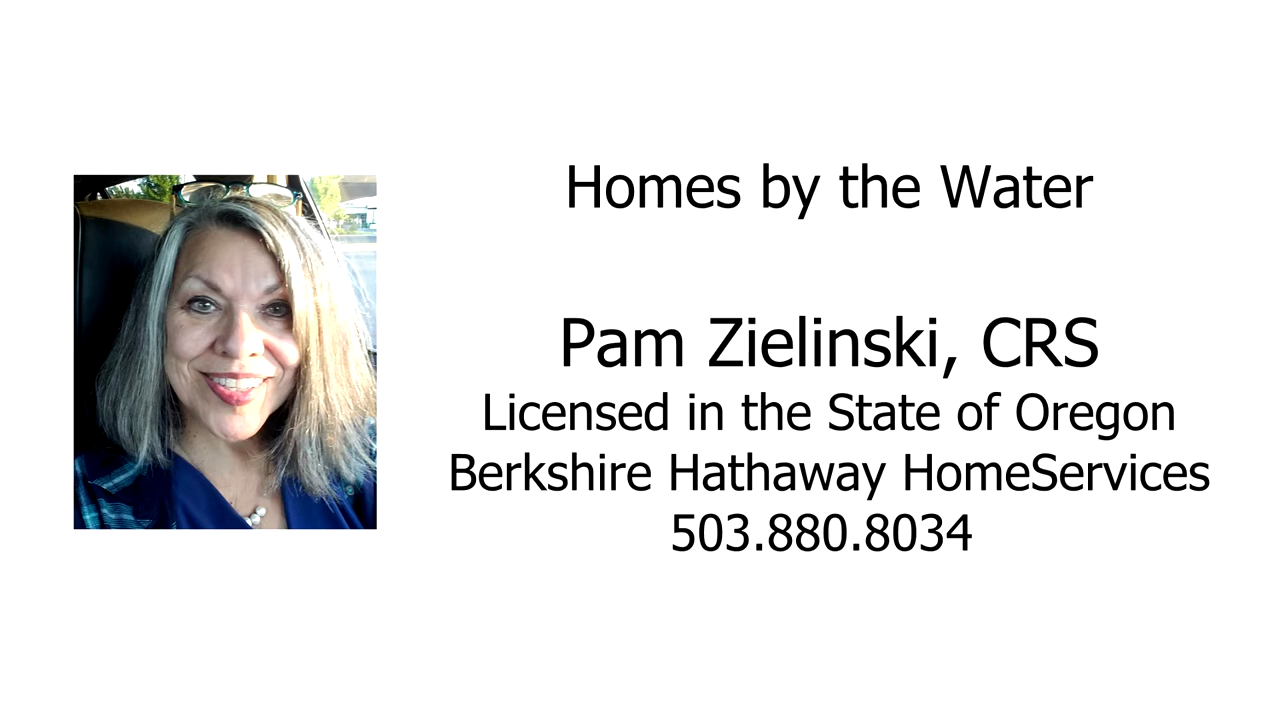 Homes by the Water
Pam Zielinski, CRS
Licensed in the State of Oregon
Berkshire Hathaway HomeServices
503.880.8034